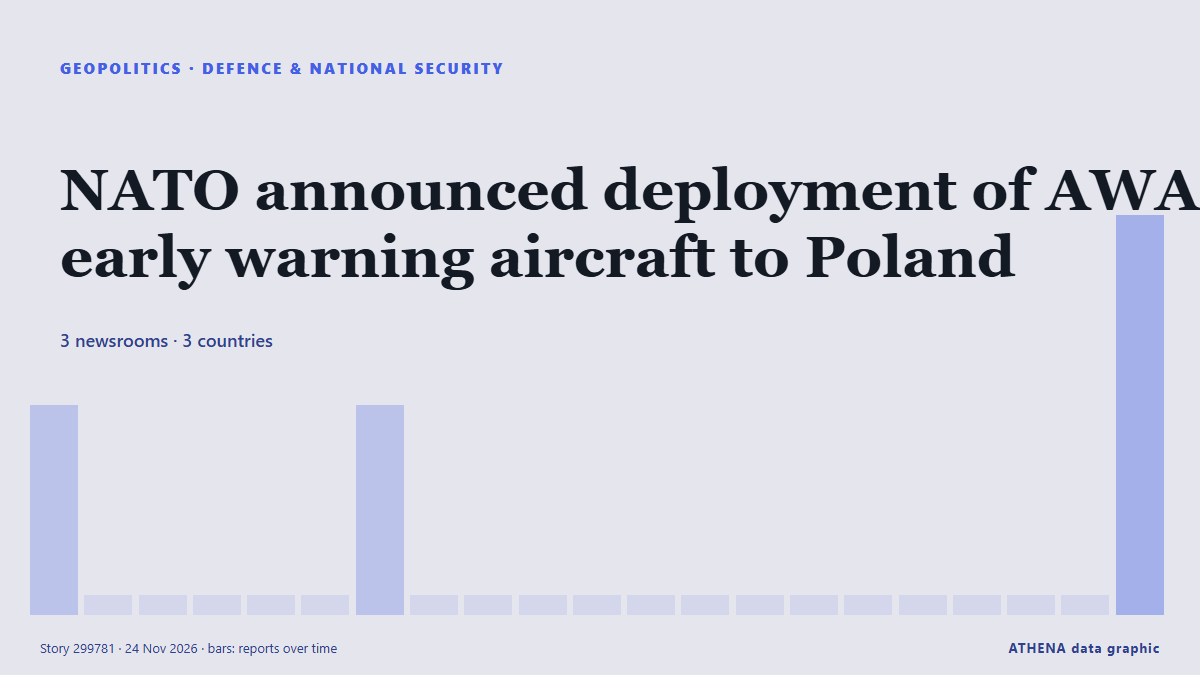 GEOPOLITICS · DEFENCE & NATIONAL SECURITY
NATO announced deployment of AWA
early warning aircraft to Poland
3 newsrooms · 3 countries
Story 299781 · 24 Nov 2026 · bars: reports over time
ATHENA data graphic